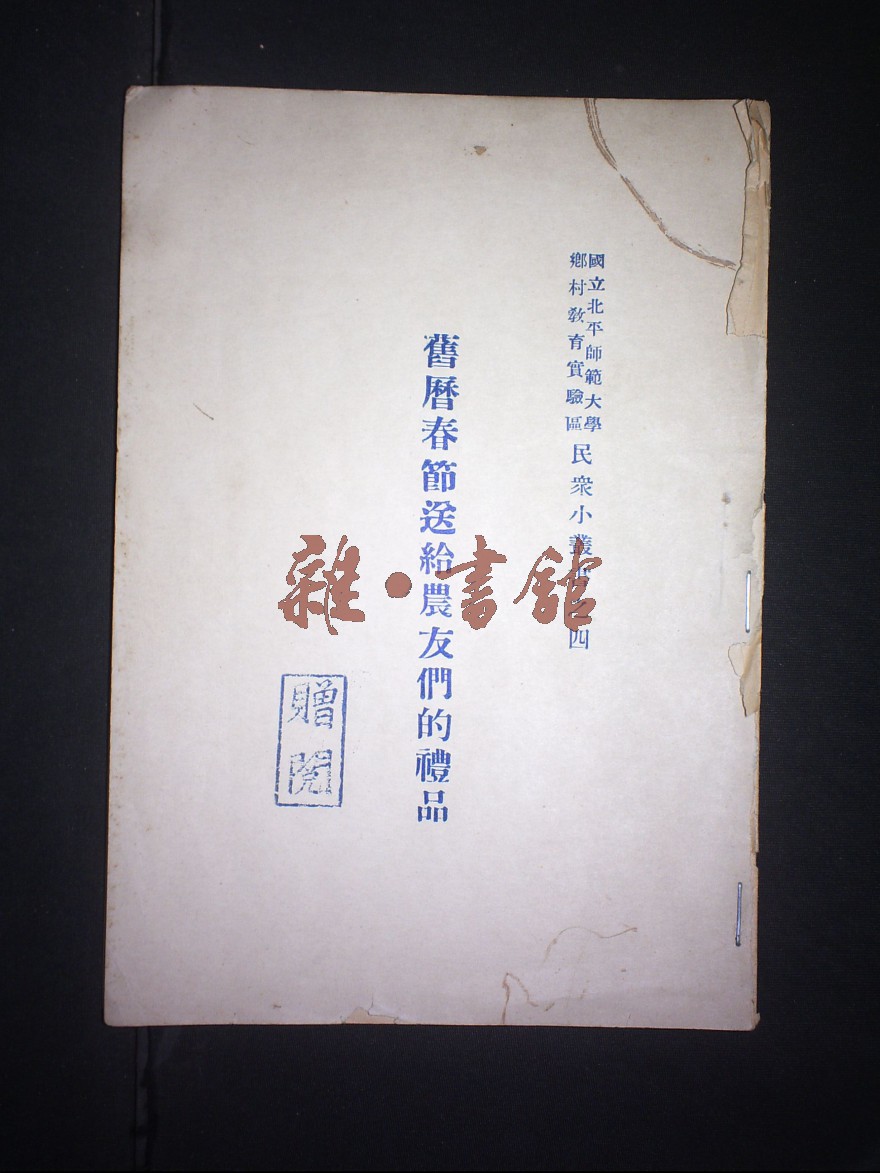 國立北平師範大學
鄉村教育實驗區
民衆小叢書之四
舊曆春節送給農友們的禮品
贈閱
雜·書館